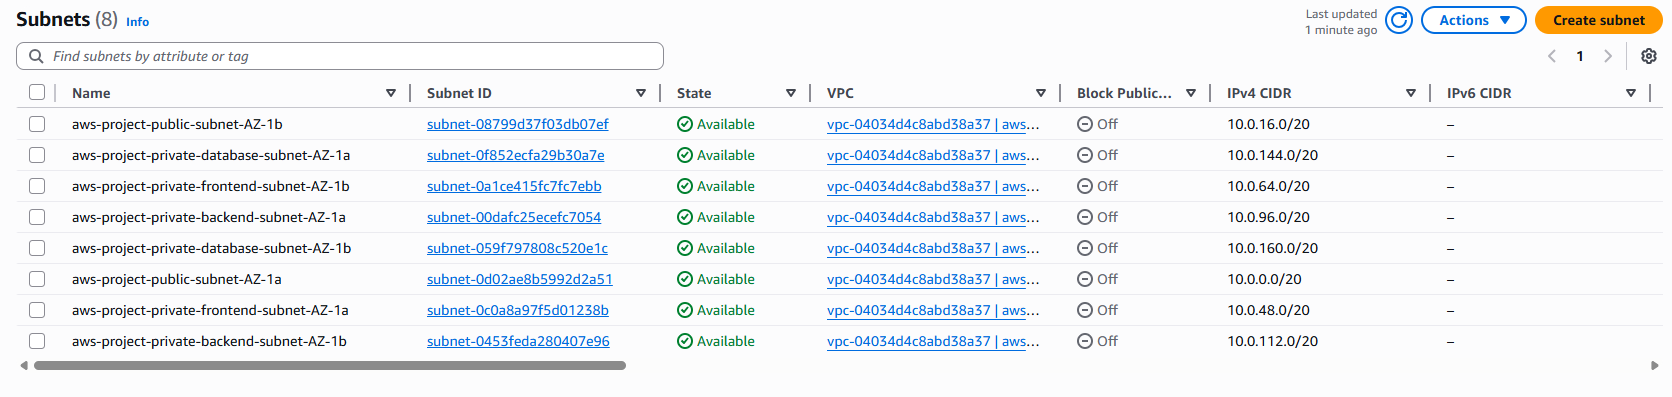 Subnets (8) Info
Last updated
1 minute ago
Actions
Create subnet
Find subnets by attribute or tag
1
Name Subnet ID State VPC Block Public... IPv4 CIDR IPv6 CIDR
aws-project-public-subnet-AZ-1b subnet-08799d37f03db07ef Available vpc-04034d4c8abd38a37 | aws... Off 10.0.16.0/20 –
aws-project-private-database-subnet-AZ-1a subnet-0f852ecfa29b30a7e Available vpc-04034d4c8abd38a37 | aws... Off 10.0.144.0/20 –
aws-project-private-frontend-subnet-AZ-1b subnet-0a1ce415fc7fc7ebb Available vpc-04034d4c8abd38a37 | aws... Off 10.0.64.0/20 –
aws-project-private-backend-subnet-AZ-1a subnet-00dafc25ecefc7054 Available vpc-04034d4c8abd38a37 | aws... Off 10.0.96.0/20 –
aws-project-private-database-subnet-AZ-1b subnet-059f797808c520e1c Available vpc-04034d4c8abd38a37 | aws... Off 10.0.160.0/20 –
aws-project-public-subnet-AZ-1a subnet-0d02ae8b5992d2a51 Available vpc-04034d4c8abd38a37 | aws... Off 10.0.0.0/20 –
aws-project-private-frontend-subnet-AZ-1a subnet-0c0a8a97f5d01238b Available vpc-04034d4c8abd38a37 | aws... Off 10.0.48.0/20 –
aws-project-private-backend-subnet-AZ-1b subnet-0453feda280407e96 Available vpc-04034d4c8abd38a37 | aws... Off 10.0.112.0/20 –